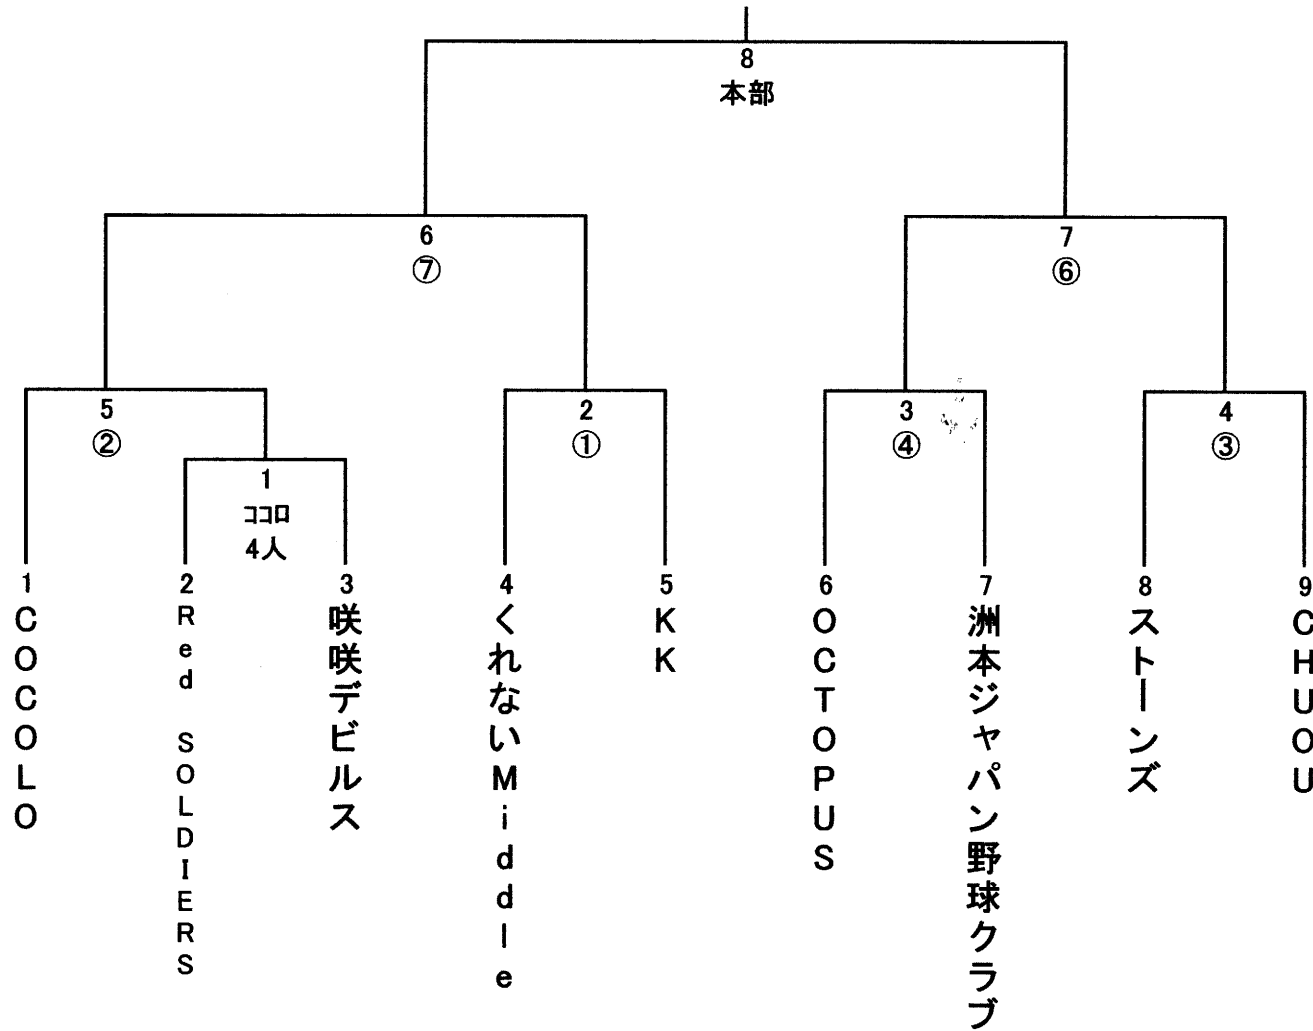 8
本部
6
⑦
7
⑥
5
②
2
①
3
④
4
③
1
ココロ
4人
1
COCOLO
2
Red SOLDIERS
3
咲咲デビルス
4
くれないMiddle
5
KK
6
OCTOPUS
7
洲本ジャパン野球クラブ
8
ストーンズ
9
CHUOU